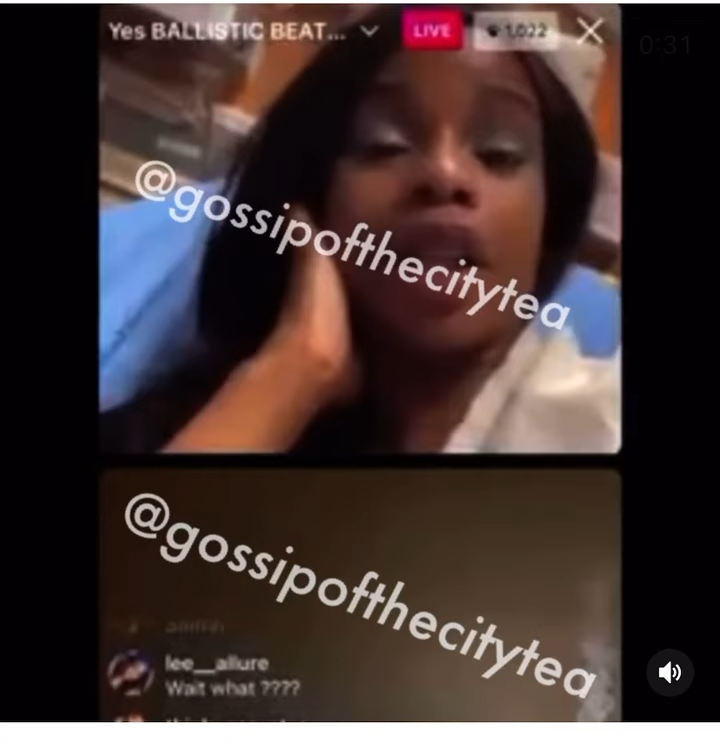 Yes BALLISTIC BEAT...
LIVE
1,022
0:31
@gossipofthecitytea
@gossipofthecitytea
lee__allure
Wait what ????